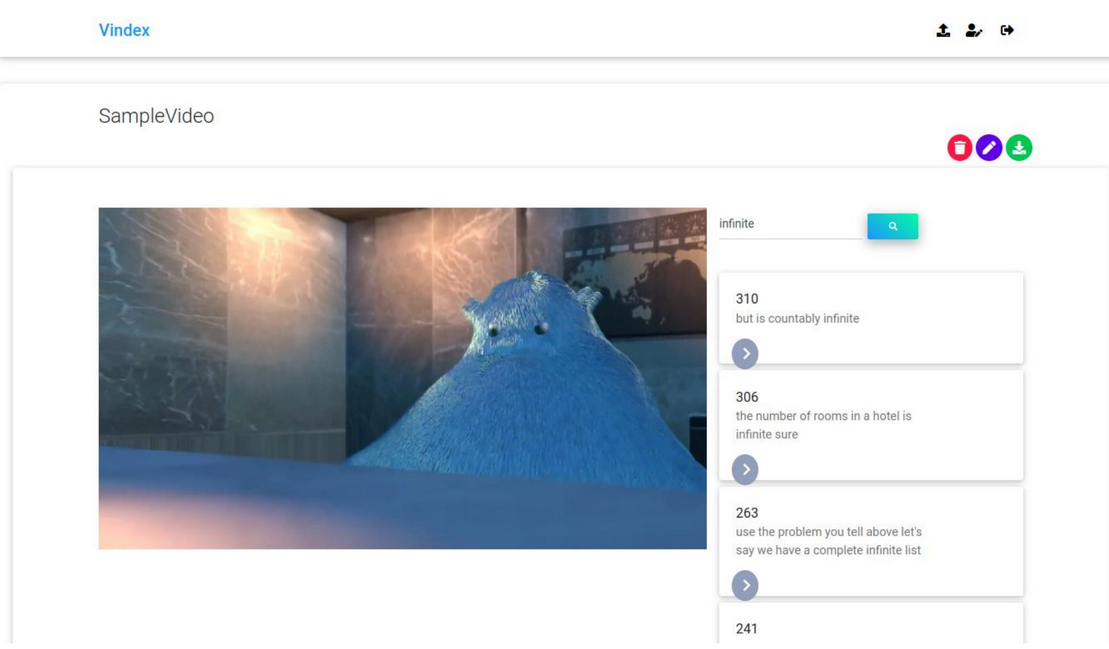 Vindex
SampleVideo
infinite
310
but is countably infinite
306
the number of rooms in a hotel is
infinite sure
263
use the problem you tell above let's
say we have a complete infinite list
241